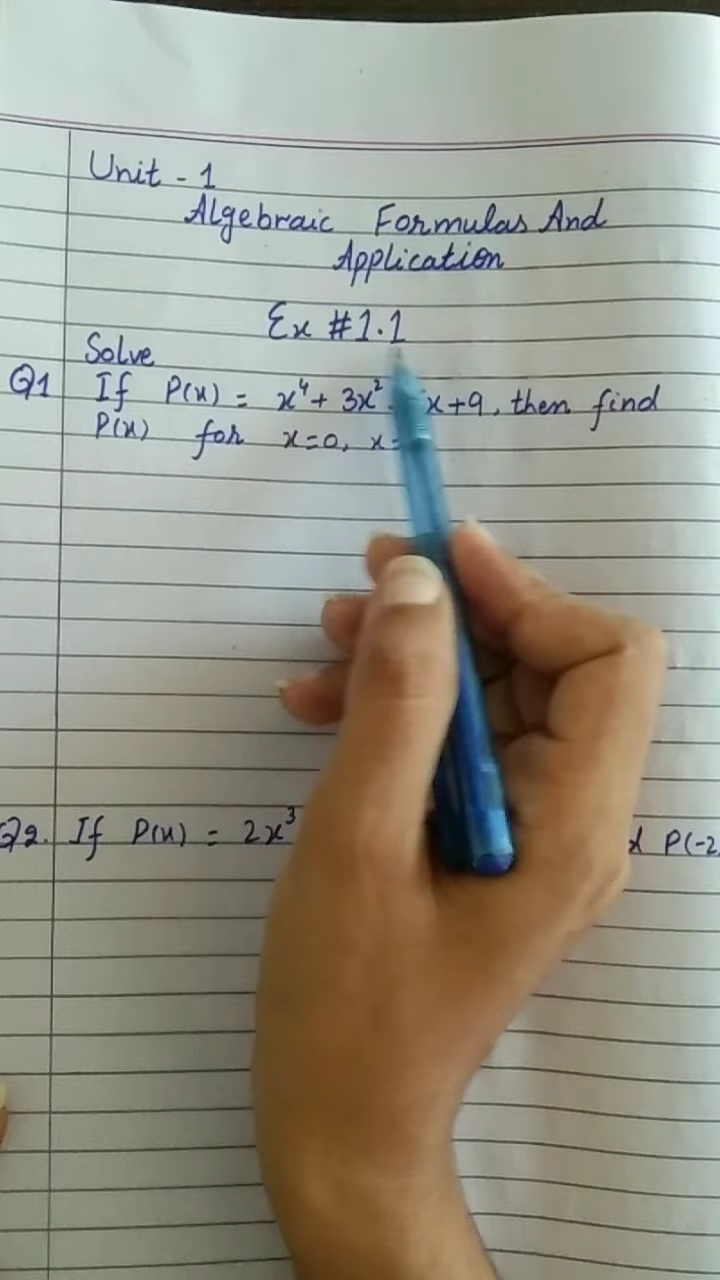 Unit - 1
Algebraic Formulas And
Application
Ex #1.1
Solve
Q1 If P(x) = x⁴ + 3x² x + 9, then find
P(x) for x=0, x=
Q2. If P(x) = 2x³ P(-2